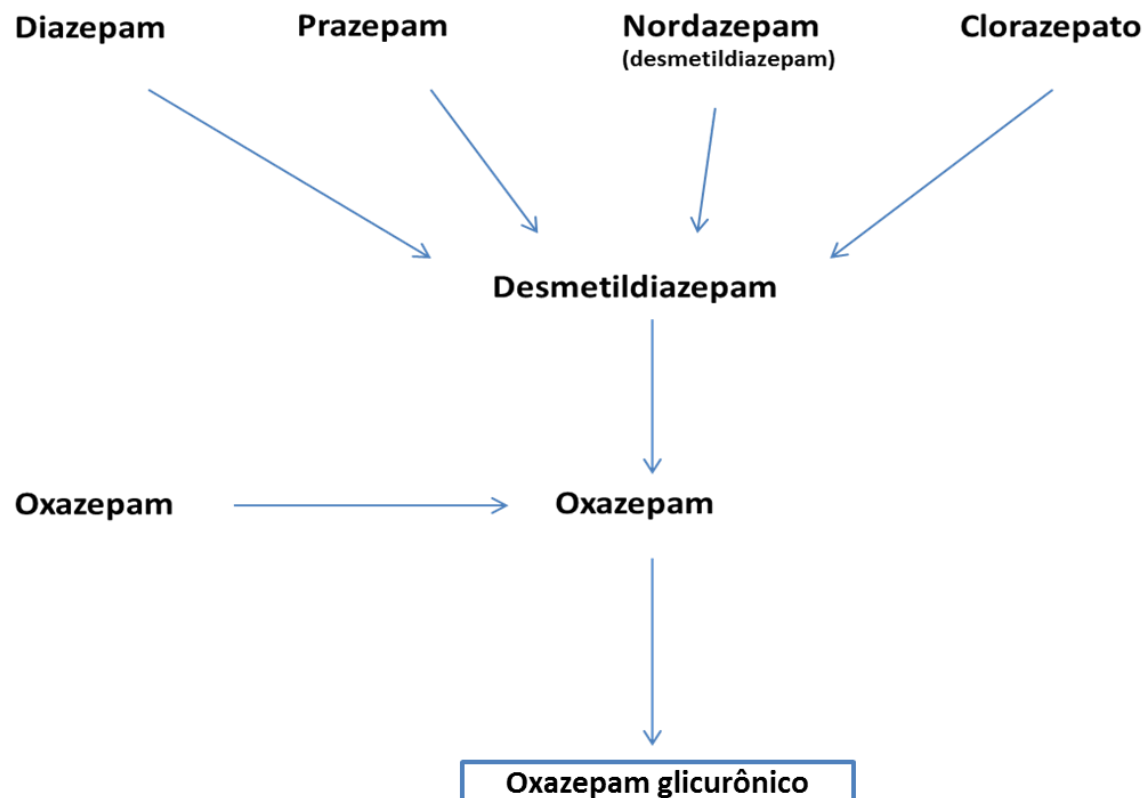 Diazepam
Prazepam
Nordazepam
(desmetildiazepam)
Clorazepato
Desmetildiazepam
Oxazepam
Oxazepam
Oxazepam glicurônico